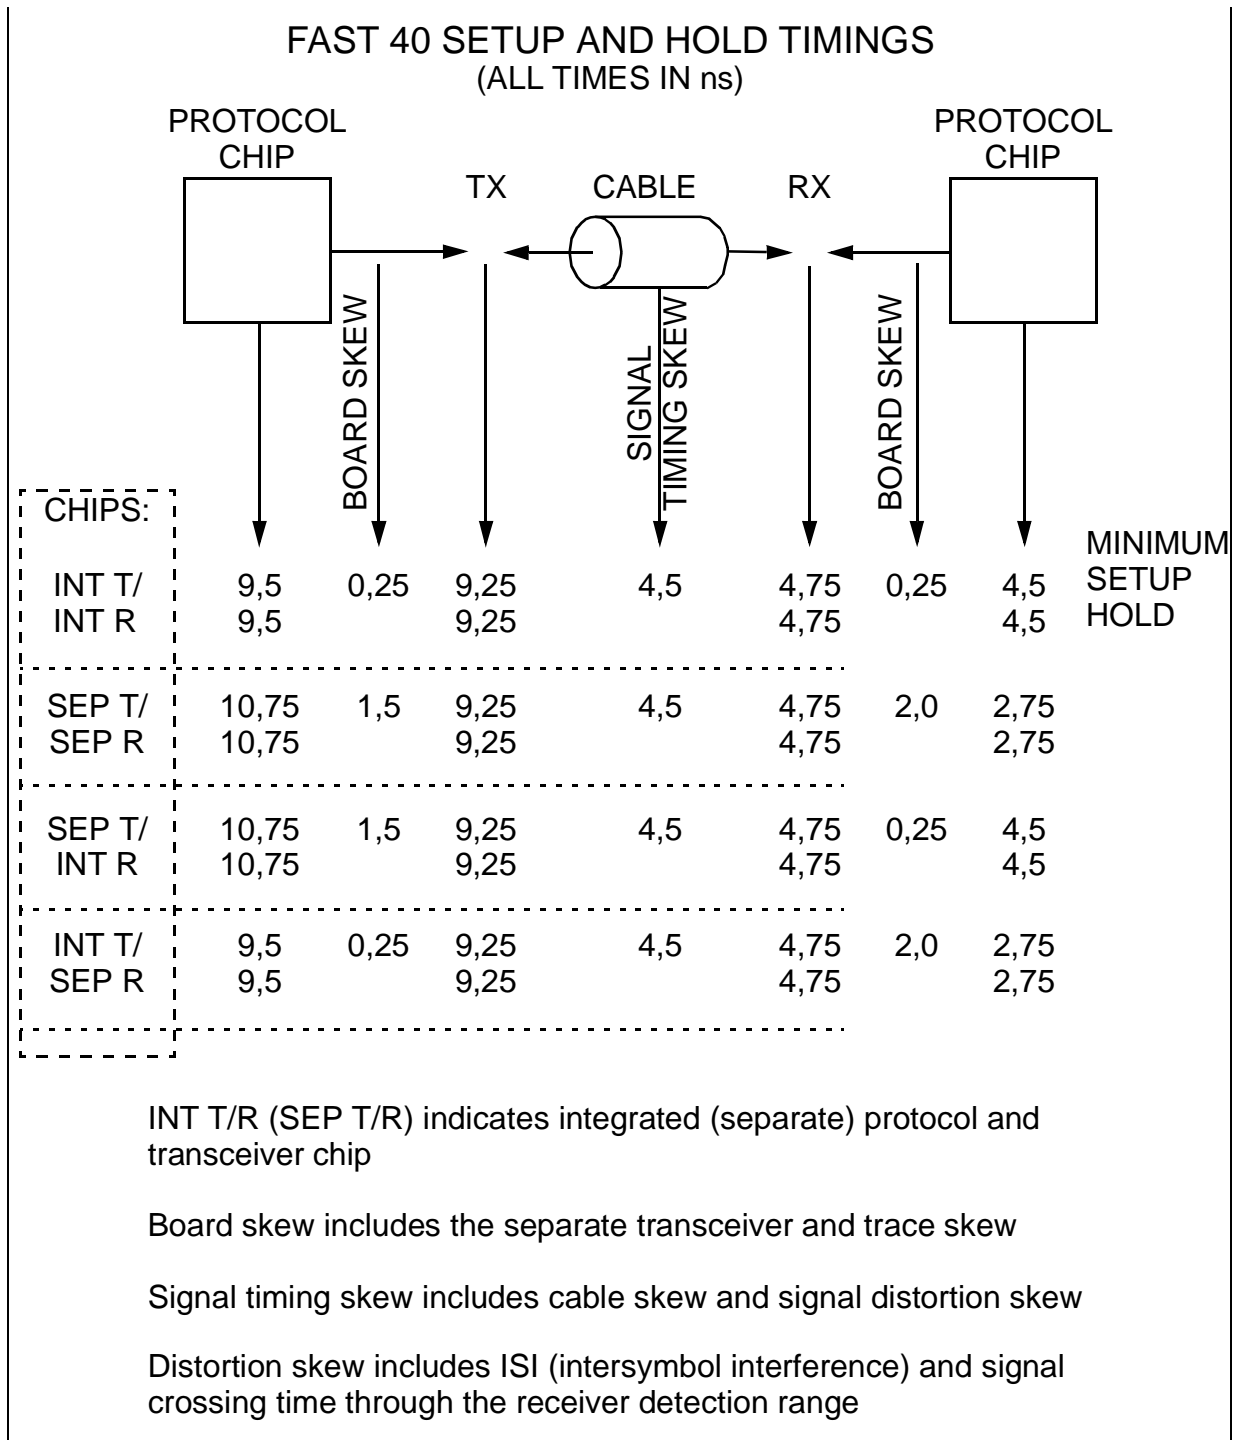 FAST 40 SETUP AND HOLD TIMINGS
(ALL TIMES IN ns)
PROTOCOL
CHIP
TX
CABLE
RX
PROTOCOL
CHIP
BOARD SKEW
SIGNAL
TIMING SKEW
BOARD SKEW
CHIPS:
MINIMUM
SETUP
HOLD
INT T/ 9,5 0,25 9,25 4,5 4,75 0,25 4,5
INT R 9,5 9,25 4,75 4,5
SEP T/ 10,75 1,5 9,25 4,5 4,75 2,0 2,75
SEP R 10,75 9,25 4,75 2,75
SEP T/ 10,75 1,5 9,25 4,5 4,75 0,25 4,5
INT R 10,75 9,25 4,75 4,5
INT T/ 9,5 0,25 9,25 4,5 4,75 2,0 2,75
SEP R 9,5 9,25 4,75 2,75
INT T/R (SEP T/R) indicates integrated (separate) protocol and
transceiver chip
Board skew includes the separate transceiver and trace skew
Signal timing skew includes cable skew and signal distortion skew
Distortion skew includes ISI (intersymbol interference) and signal
crossing time through the receiver detection range